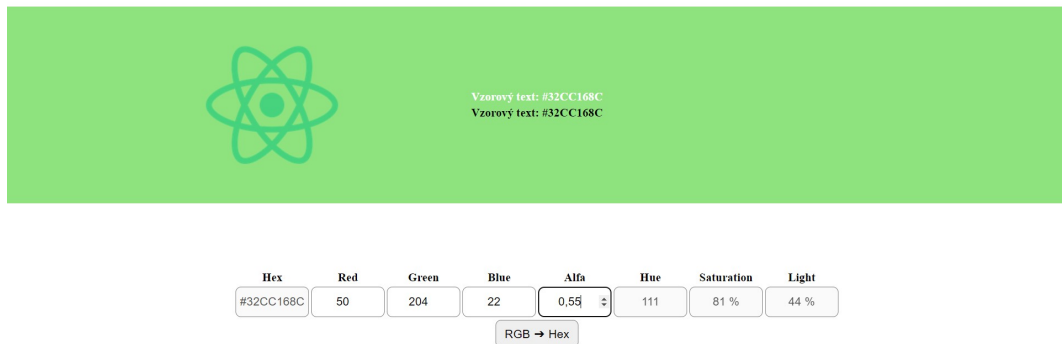 Vzorový text: #32CC168C
Vzorový text: #32CC168C
Hex Red Green Blue Alfa Hue Saturation Light
#32CC168C 50 204 22 0,55 111 81 % 44 %
RGB ➔ Hex